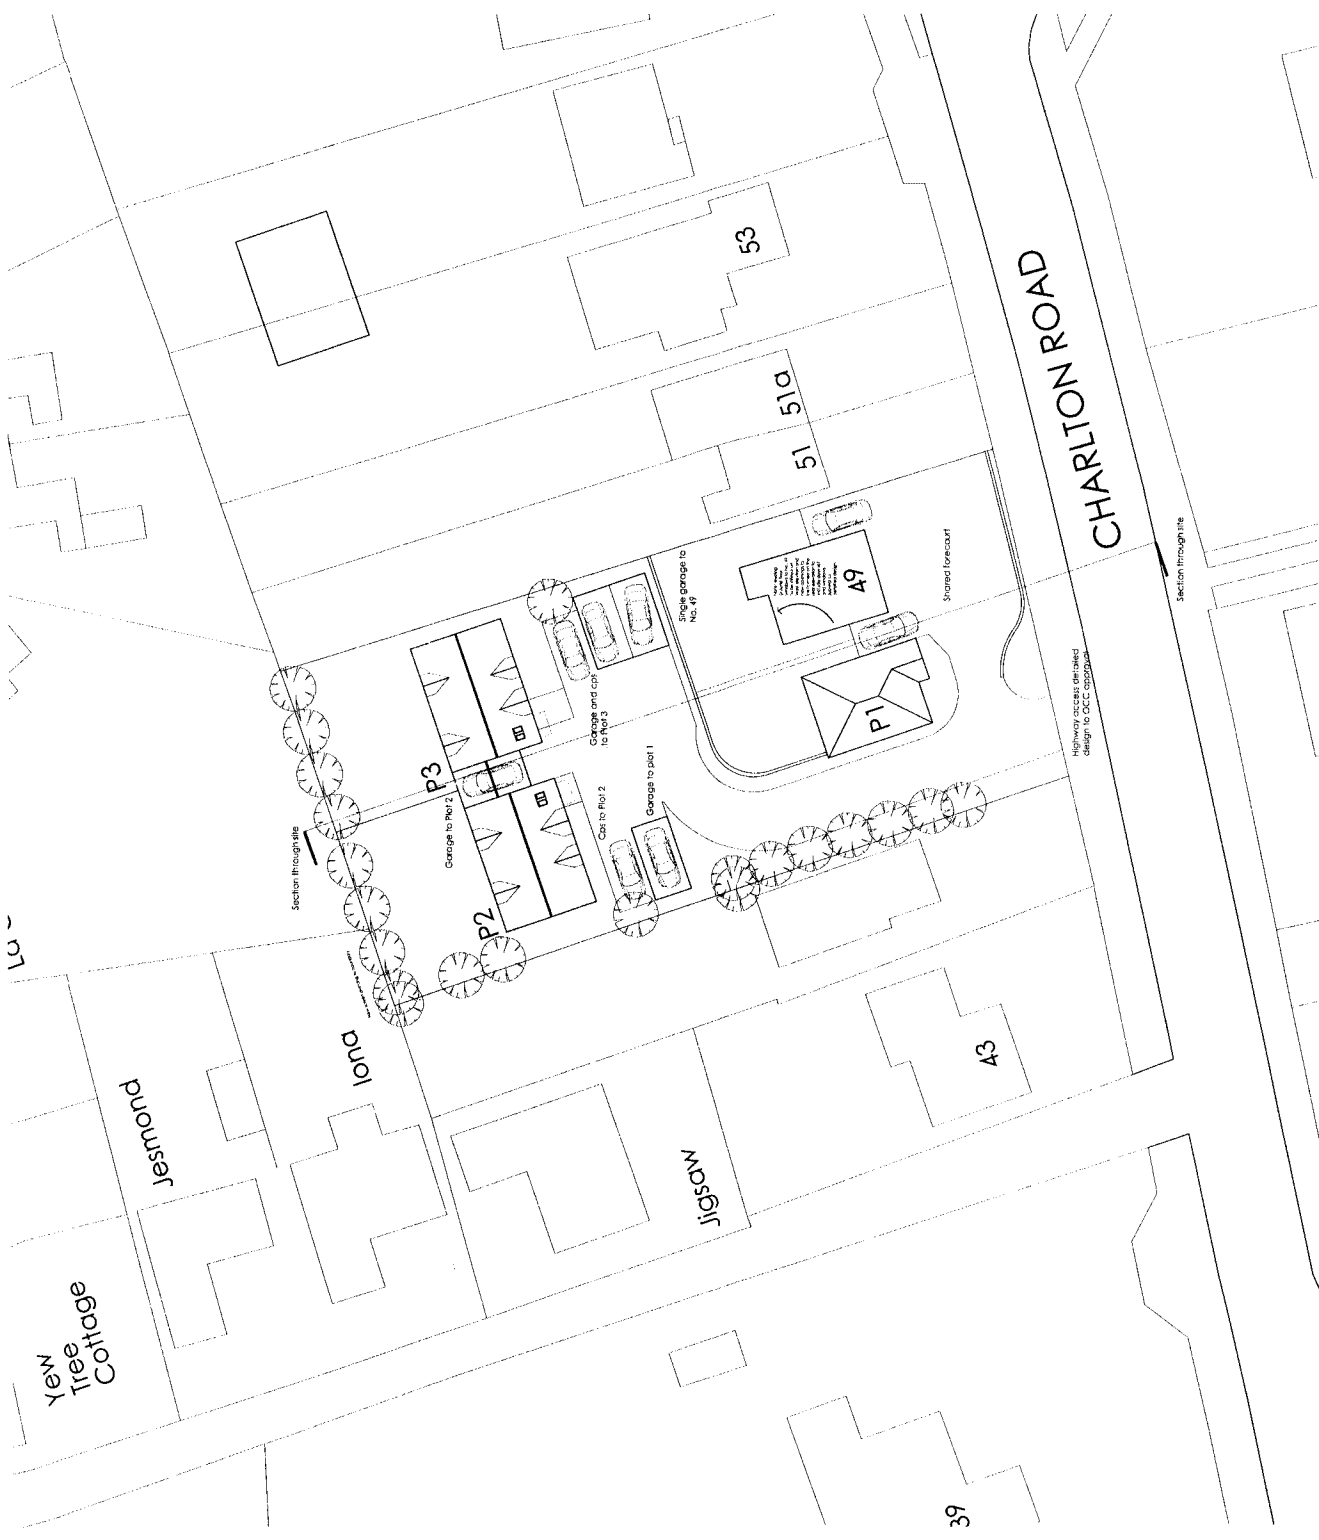 CHARLTON ROAD
53
51a
51
49
Single garage to
No. 49
Shared forecourt
Section through site
Highway access detailed
design to OCC approval
P1
Garage and cps
to Plot 3
Garage to plot 1
Cps to Plot 2
P3
Garage to Plot 2
P2
Section through site
Iona
Jesmond
Yew
Tree
Cottage
Jigsaw
43
39